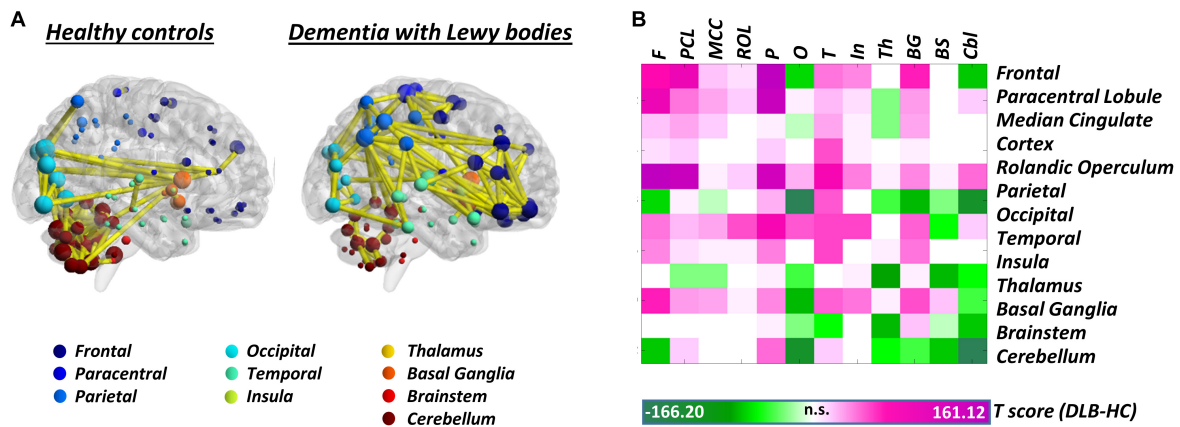 A
Healthy controls
Dementia with Lewy bodies
Frontal
Paracentral
Parietal
Occipital
Temporal
Insula
Thalamus
Basal Ganglia
Brainstem
Cerebellum
B
F PCL MCC ROL P O T In Th BG BS Cbl
Frontal
Paracentral Lobule
Median Cingulate
Cortex
Rolandic Operculum
Parietal
Occipital
Temporal
Insula
Thalamus
Basal Ganglia
Brainstem
Cerebellum
-166.20 n.s. 161.12 T score (DLB-HC)